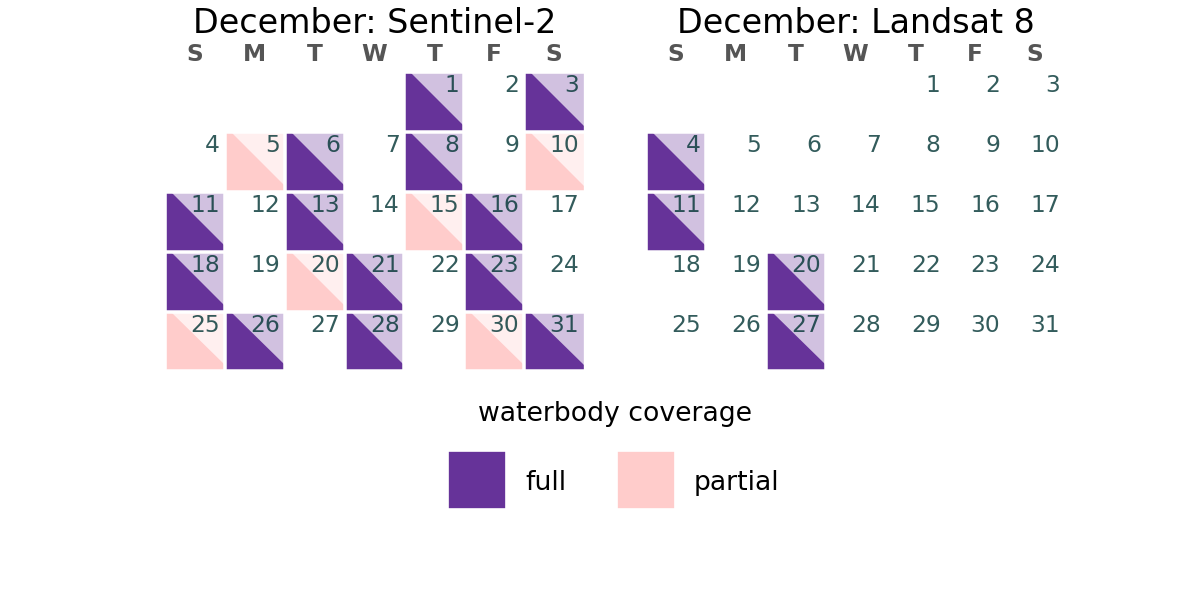 December: Sentinel-2
S M T W T F S
1 2 3
4 5 6 7 8 9 10
11 12 13 14 15 16 17
18 19 20 21 22 23 24
25 26 27 28 29 30 31
December: Landsat 8
S M T W T F S
1 2 3
4 5 6 7 8 9 10
11 12 13 14 15 16 17
18 19 20 21 22 23 24
25 26 27 28 29 30 31
waterbody coverage
full partial